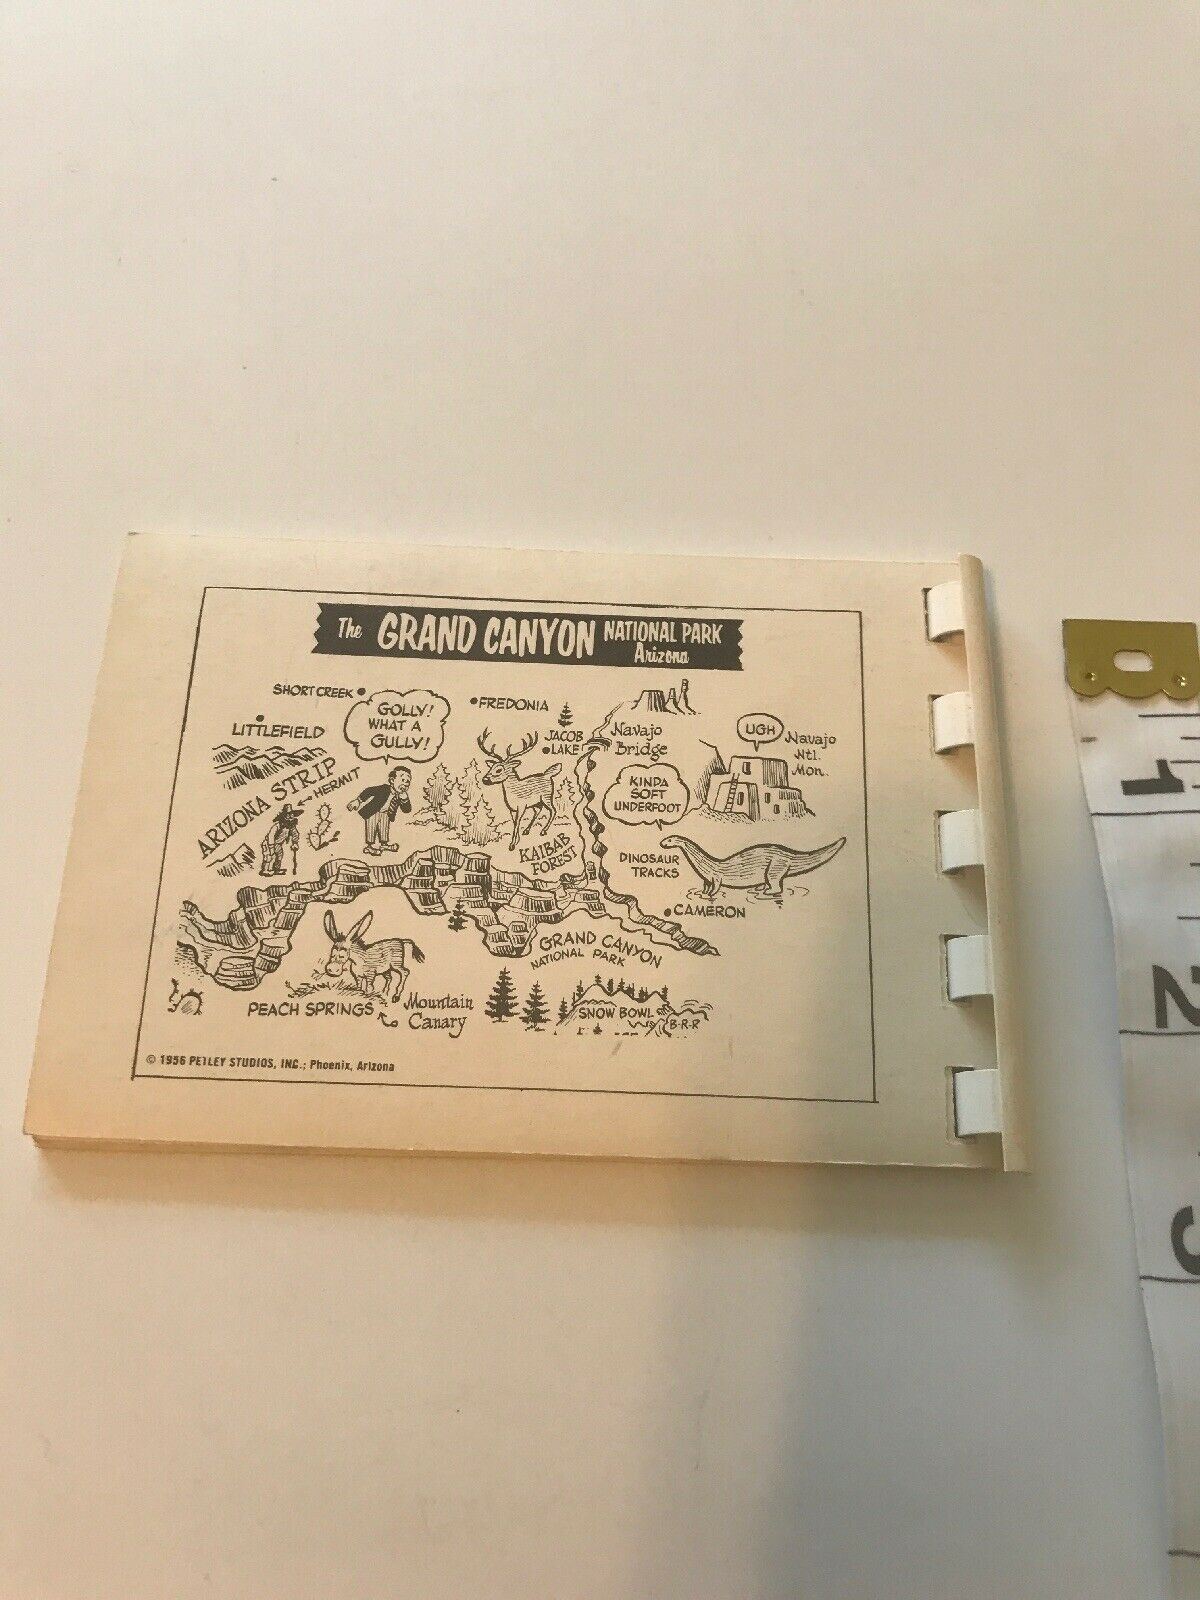 The GRAND CANYON NATIONAL PARK
Arizona
SHORT CREEK
LITTLEFIELD
GOLLY!
WHAT A
GULLY!
FREDONIA
JACOB
LAKE
Navajo
Bridge
UGH
Navajo
Ntl.
Mon.
ARIZONA STRIP
HERMIT
KINDA
SOFT
UNDERFOOT
KAIBAB
FOREST
DINOSAUR
TRACKS
CAMERON
GRAND CANYON
NATIONAL PARK
PEACH SPRINGS
Mountain
Canary
SNOW BOWL
B-R-R
© 1956 PETLEY STUDIOS, INC.; Phoenix, Arizona
1
2
3